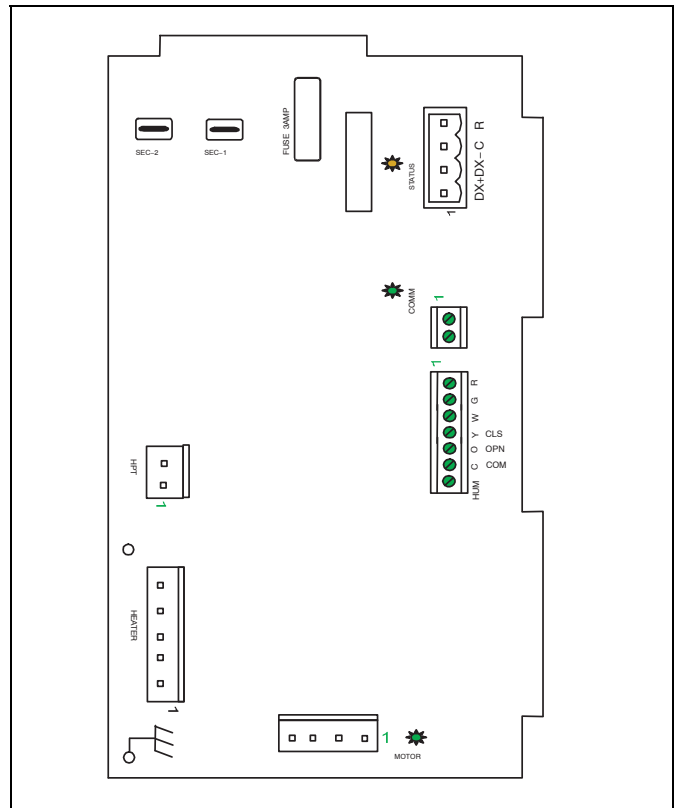 SEC-2
SEC-1
FUSE 3AMP
STATUS
DX+DX- C R
1
COMM
1
1
R
G
W
Y CLS
O OPN
C COM
HUM
HPT
1
HEATER
1
1
MOTOR